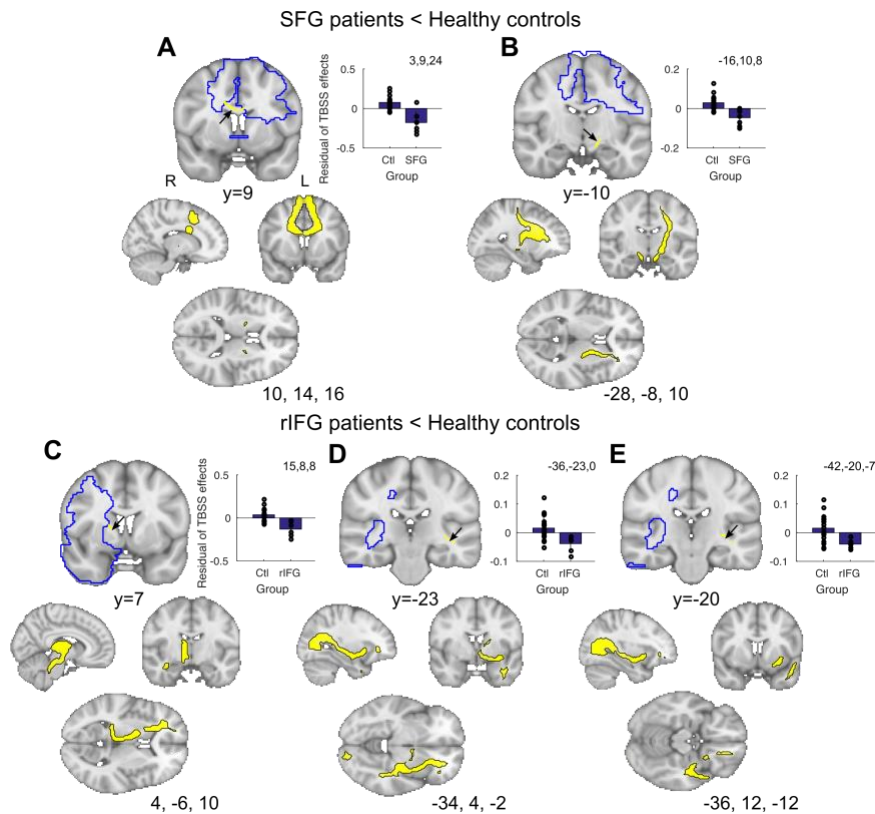 SFG patients < Healthy controls
A
B
3,9,24
-16,10,8
Residual of TBSS effects
0.5
0
-0.5
Ctl SFG
Group
0.2
0
-0.2
Ctl SFG
Group
R L
y=9
y=-10
10, 14, 16
-28, -8, 10
rIFG patients < Healthy controls
C
D
E
15,8,8
-36,-23,0
-42,-20,-7
Residual of TBSS effects
0.5
0
-0.5
Ctl rIFG
Group
0.2
0.1
0
-0.1
Ctl rIFG
Group
0.2
0.1
0
-0.1
Ctl rIFG
Group
y=7
y=-23
y=-20
4, -6, 10
-34, 4, -2
-36, 12, -12